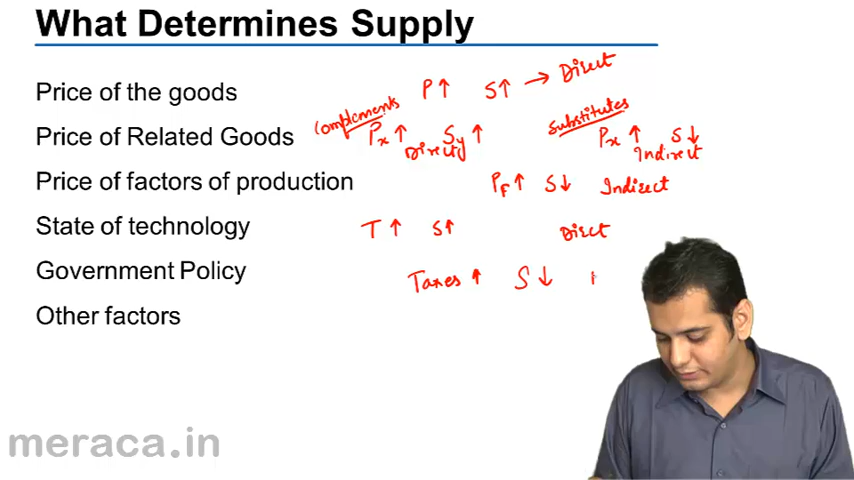 What Determines Supply
Price of the goods P↑ S↑ → Direct
Complements Substitutes
Price of Related Goods Px↑ Sy↑ Px↑ S↓
Directly Indirect
Price of factors of production PF↑ S↓ Indirect
State of technology T↑ S↑ Dirct
Government Policy Taxes↑ S↓ I
Other factors
meraca.in